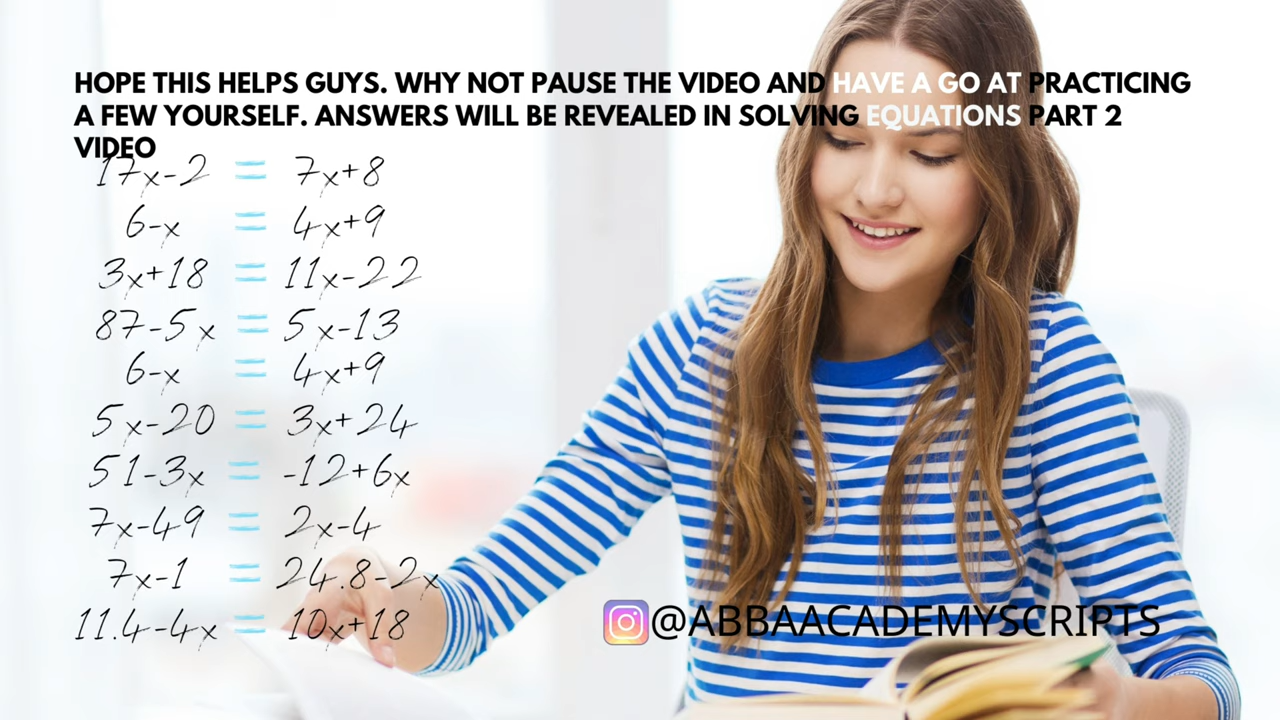 HOPE THIS HELPS GUYS. WHY NOT PAUSE THE VIDEO AND HAVE A GO AT PRACTICING
A FEW YOURSELF. ANSWERS WILL BE REVEALED IN SOLVING EQUATIONS PART 2
VIDEO
17x-2 = 7x+8
6-x = 4x+9
3x+18 = 11x-22
87-5x = 5x-13
6-x = 4x+9
5x-20 = 3x+24
51-3x = -12+6x
7x-49 = 2x-4
7x-1 = 24.8-2x
11.4-4x = 10x+18
@ABBAACADEMYSCRIPTS